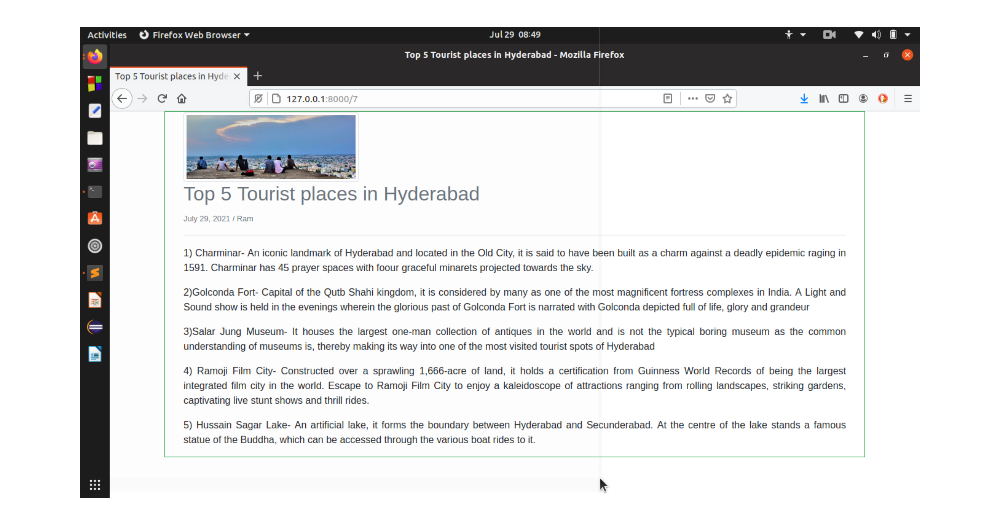 Activities Firefox Web Browser Jul 29 08:49
Top 5 Tourist places in Hyderabad - Mozilla Firefox
Top 5 Tourist places in Hyde
127.0.0.1:8000/7
Top 5 Tourist places in Hyderabad
July 29, 2021 / Ram
1) Charminar- An iconic landmark of Hyderabad and located in the Old City, it is said to have been built as a charm against a deadly epidemic raging in
1591. Charminar has 45 prayer spaces with foour graceful minarets projected towards the sky.
2)Golconda Fort- Capital of the Qutb Shahi kingdom, it is considered by many as one of the most magnificent fortress complexes in India. A Light and
Sound show is held in the evenings wherein the glorious past of Golconda Fort is narrated with Golconda depicted full of life, glory and grandeur
3)Salar Jung Museum- It houses the largest one-man collection of antiques in the world and is not the typical boring museum as the common
understanding of museums is, thereby making its way into one of the most visited tourist spots of Hyderabad
4) Ramoji Film City- Constructed over a sprawling 1,666-acre of land, it holds a certification from Guinness World Records of being the largest
integrated film city in the world. Escape to Ramoji Film City to enjoy a kaleidoscope of attractions ranging from rolling landscapes, striking gardens,
captivating live stunt shows and thrill rides.
5) Hussain Sagar Lake- An artificial lake, it forms the boundary between Hyderabad and Secunderabad. At the centre of the lake stands a famous
statue of the Buddha, which can be accessed through the various boat rides to it.